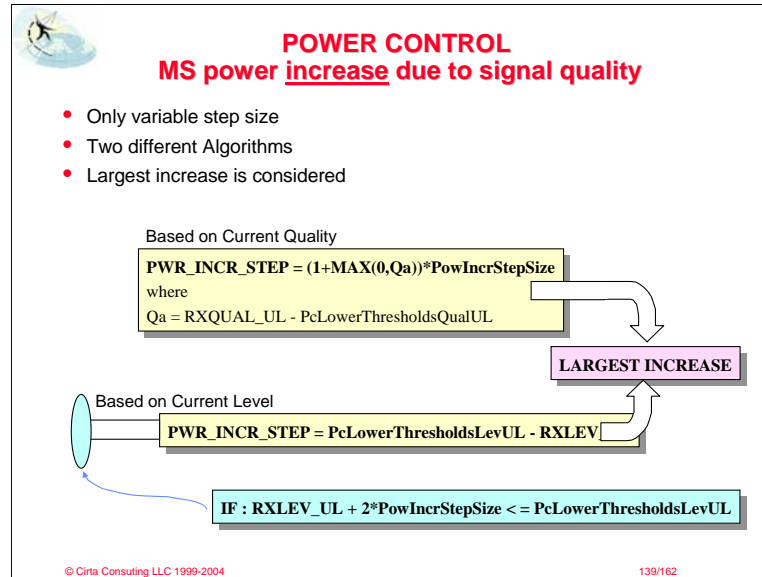 POWER CONTROL
MS power increase due to signal quality
• Only variable step size
• Two different Algorithms
• Largest increase is considered
Based on Current Quality
PWR_INCR_STEP = (1+MAX(0,Qa))*PowIncrStepSize
where
Qa = RXQUAL_UL - PcLowerThresholdsQualUL
LARGEST INCREASE
Based on Current Level
PWR_INCR_STEP = PcLowerThresholdsLevUL - RXLEV
IF : RXLEV_UL + 2*PowIncrStepSize < = PcLowerThresholdsLevUL
© Cirta Consuting LLC 1999-2004
139/162